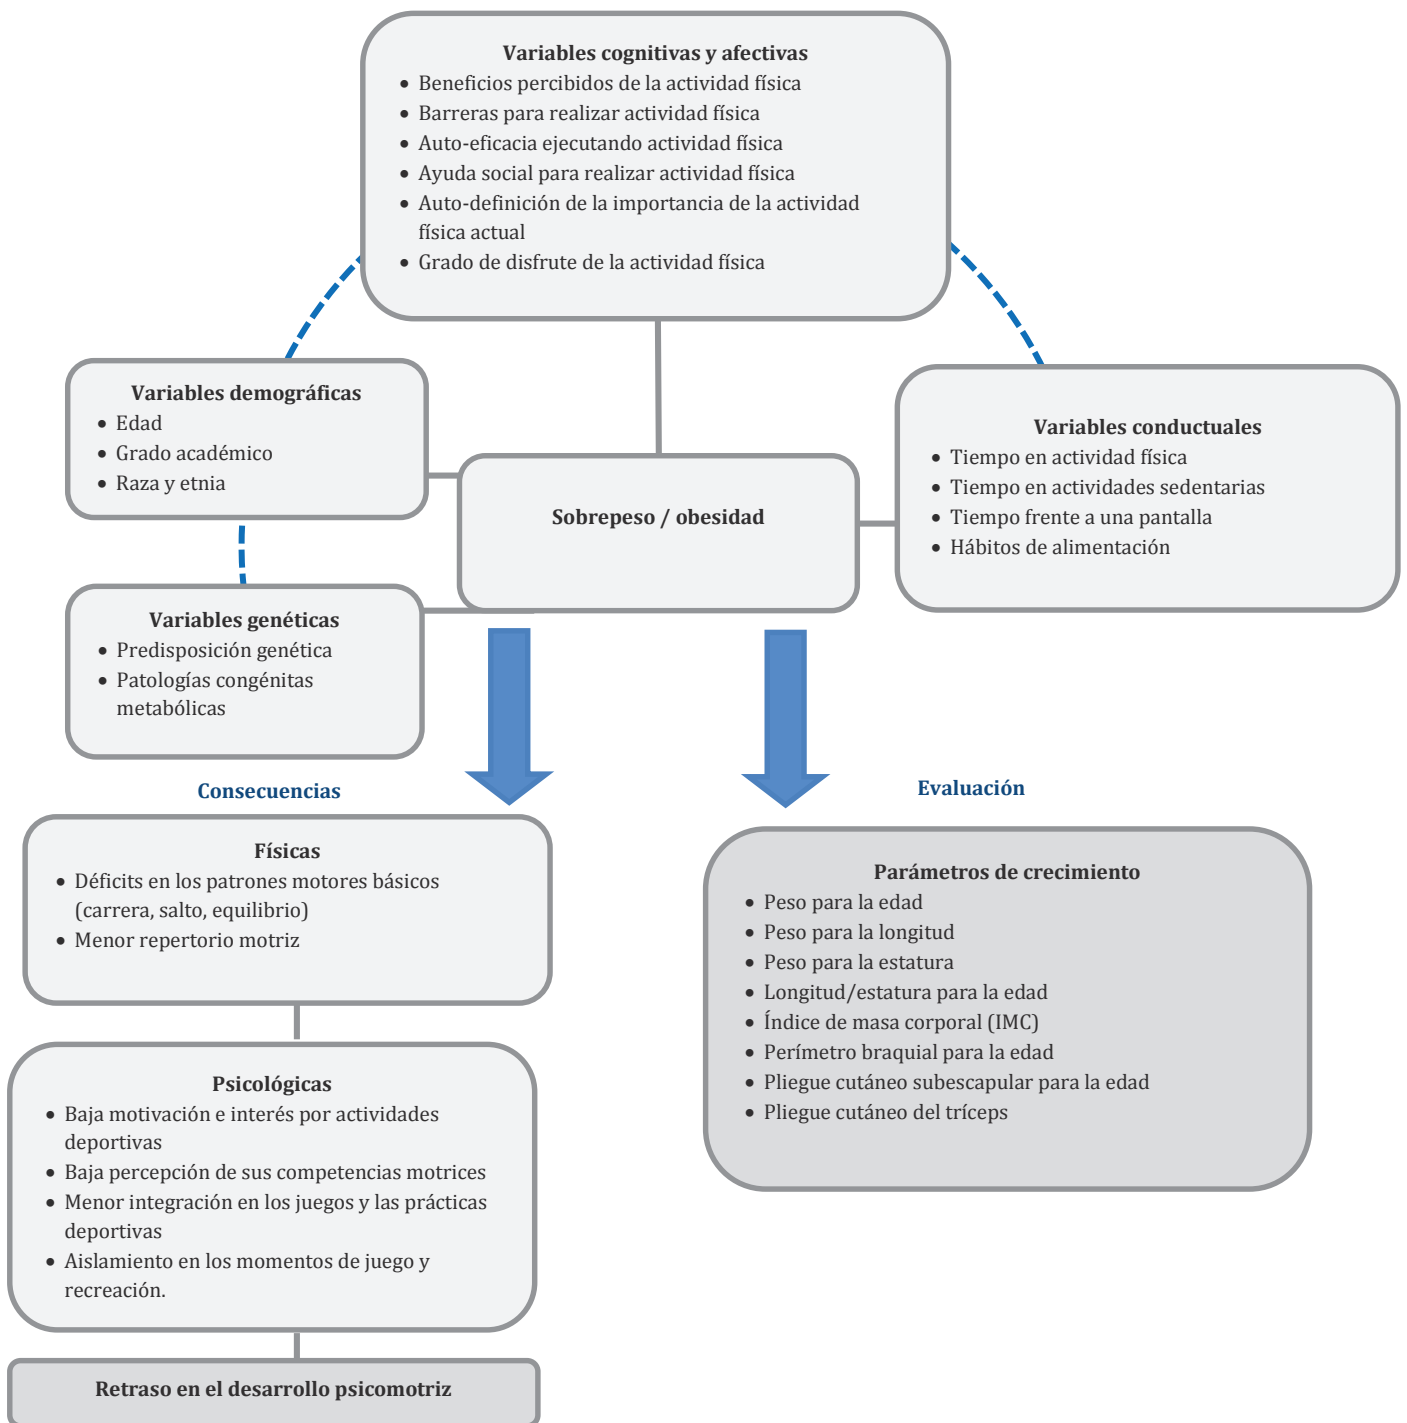 Variables cognitivas y afectivas
• Beneficios percibidos de la actividad física
• Barreras para realizar actividad física
• Auto-eficacia ejecutando actividad física
• Ayuda social para realizar actividad física
• Auto-definición de la importancia de la actividad
física actual
• Grado de disfrute de la actividad física
Variables demográficas
• Edad
• Grado académico
• Raza y etnia
Variables conductuales
• Tiempo en actividad física
• Tiempo en actividades sedentarias
• Tiempo frente a una pantalla
• Hábitos de alimentación
Sobrepeso / obesidad
Variables genéticas
• Predisposición genética
• Patologías congénitas
metabólicas
Consecuencias
Físicas
• Déficits en los patrones motores básicos
(carrera, salto, equilibrio)
• Menor repertorio motriz
Psicológicas
• Baja motivación e interés por actividades
deportivas
• Baja percepción de sus competencias motrices
• Menor integración en los juegos y las prácticas
deportivas
• Aislamiento en los momentos de juego y
recreación.
Retraso en el desarrollo psicomotriz
Evaluación
Parámetros de crecimiento
• Peso para la edad
• Peso para la longitud
• Peso para la estatura
• Longitud/estatura para la edad
• Índice de masa corporal (IMC)
• Perímetro braquial para la edad
• Pliegue cutáneo subescapular para la edad
• Pliegue cutáneo del tríceps